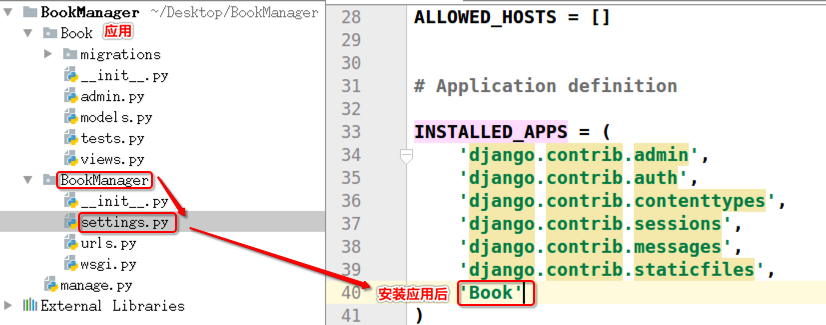 BookManager ~/Desktop/BookManager
Book 应用
migrations
__init__.py
admin.py
models.py
tests.py
views.py
BookManager
__init__.py
settings.py
urls.py
wsgi.py
manage.py
External Libraries
28 ALLOWED_HOSTS = []
29
30
31 # Application definition
32
33 INSTALLED_APPS = (
34 'django.contrib.admin',
35 'django.contrib.auth',
36 'django.contrib.contenttypes',
37 'django.contrib.sessions',
38 'django.contrib.messages',
39 'django.contrib.staticfiles',
40 安装应用后 'Book'
41 )